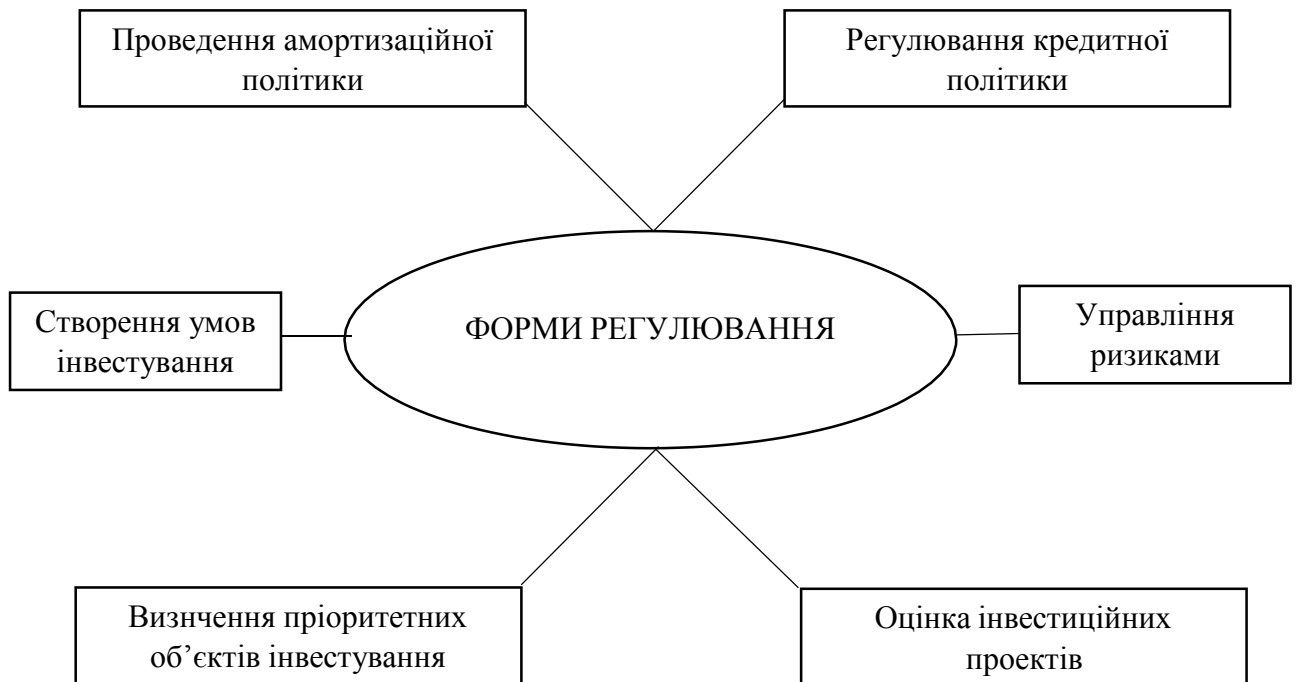 Проведення амортизаційної
політики
Регулювання кредитної
політики
Створення умов
інвестування
ФОРМИ РЕГУЛЮВАННЯ
Управління
ризиками
Визнчення пріоритетних
об’єктів інвестування
Оцінка інвестиційних
проектів